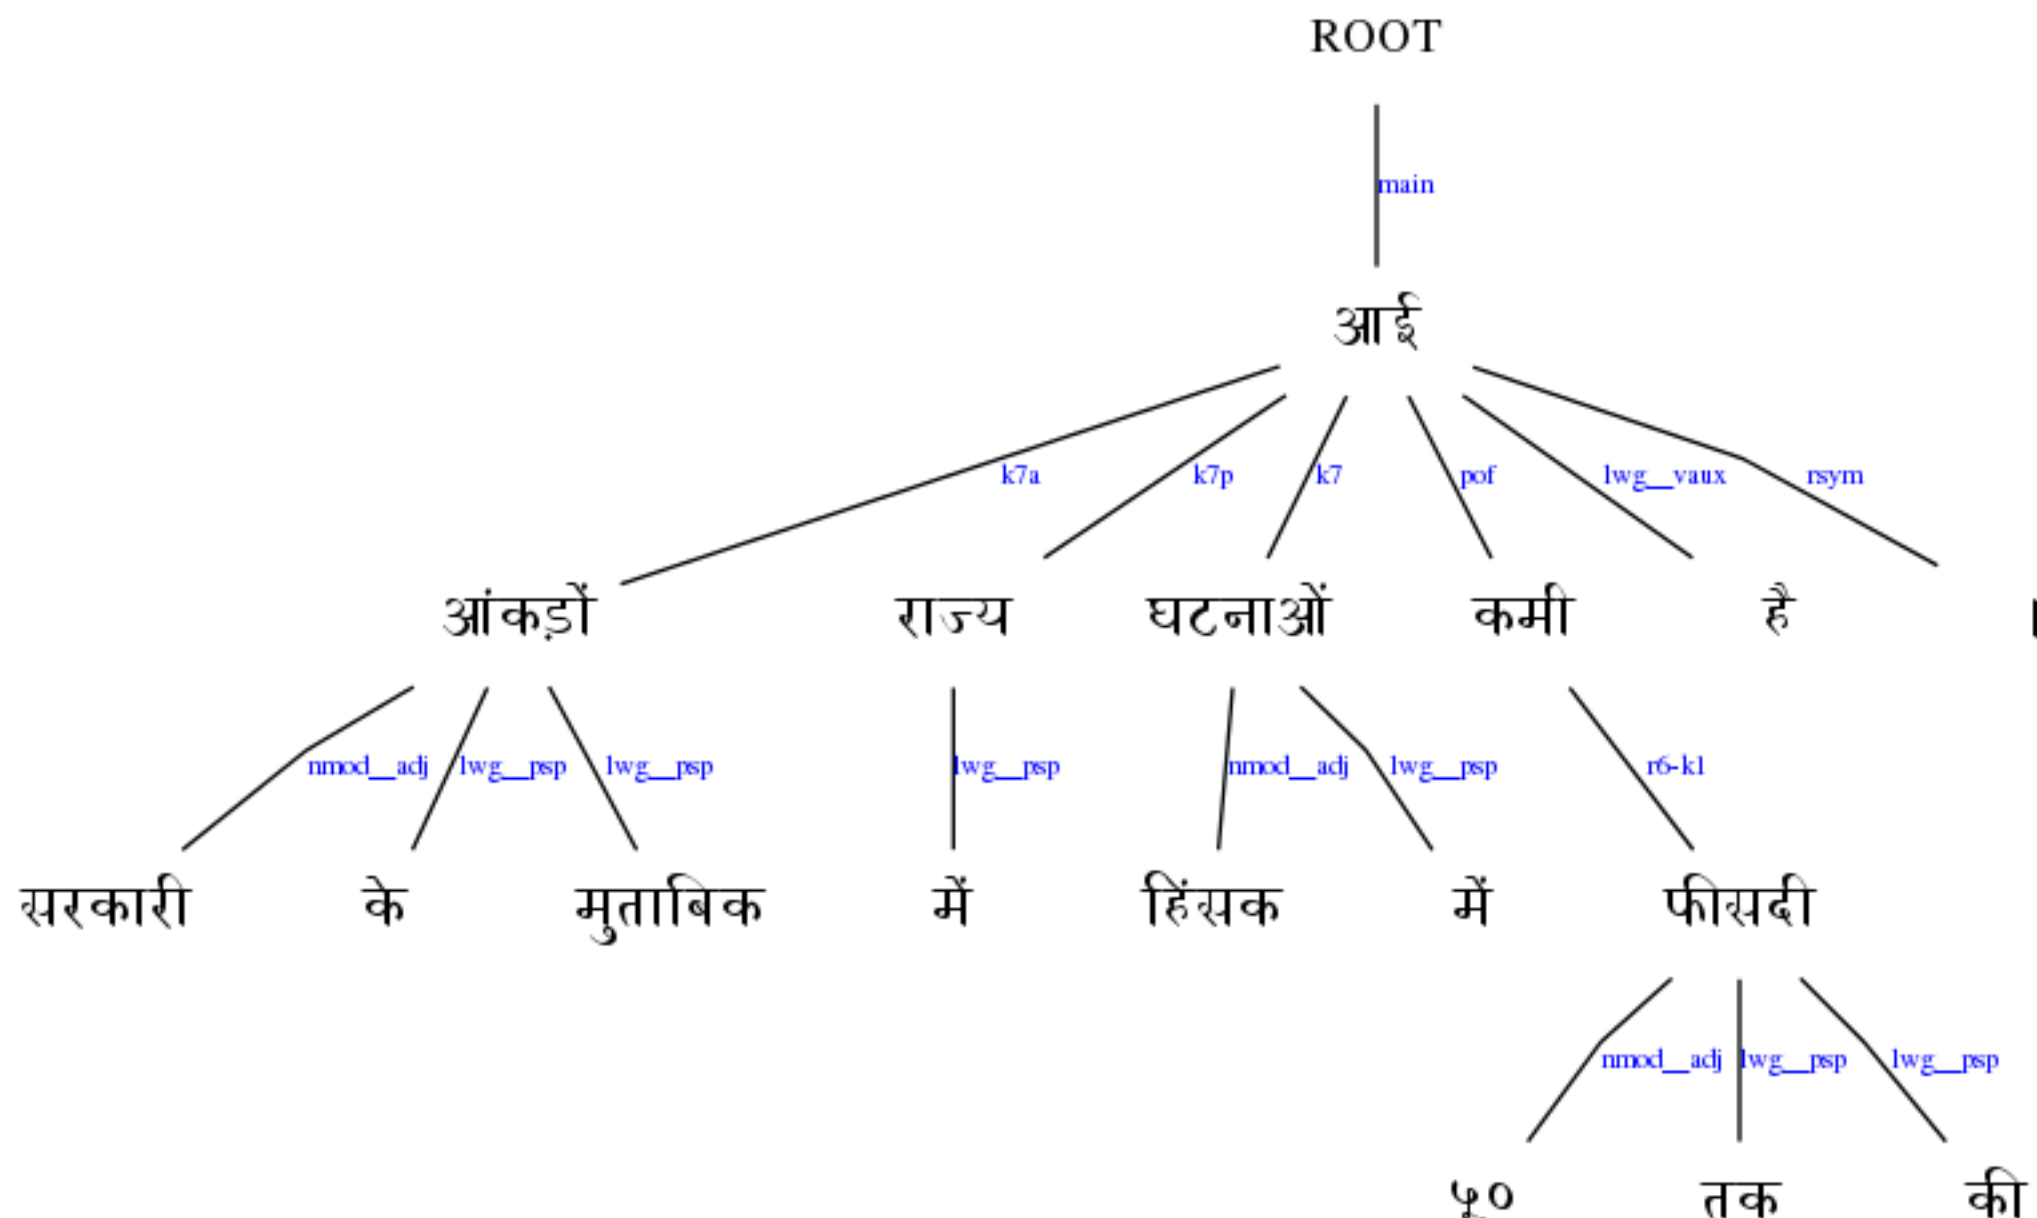 ROOT
main
आई
k7a k7p k7 pof lwg__vaux rsym
आंकड़ों राज्य घटनाओं कमी है ।
nmod__adj lwg__psp lwg__psp lwg__psp nmod__adj lwg__psp r6-k1
सरकारी के मुताबिक में हिंसक में फीसदी
nmod__adj lwg__psp lwg__psp
५० तक की